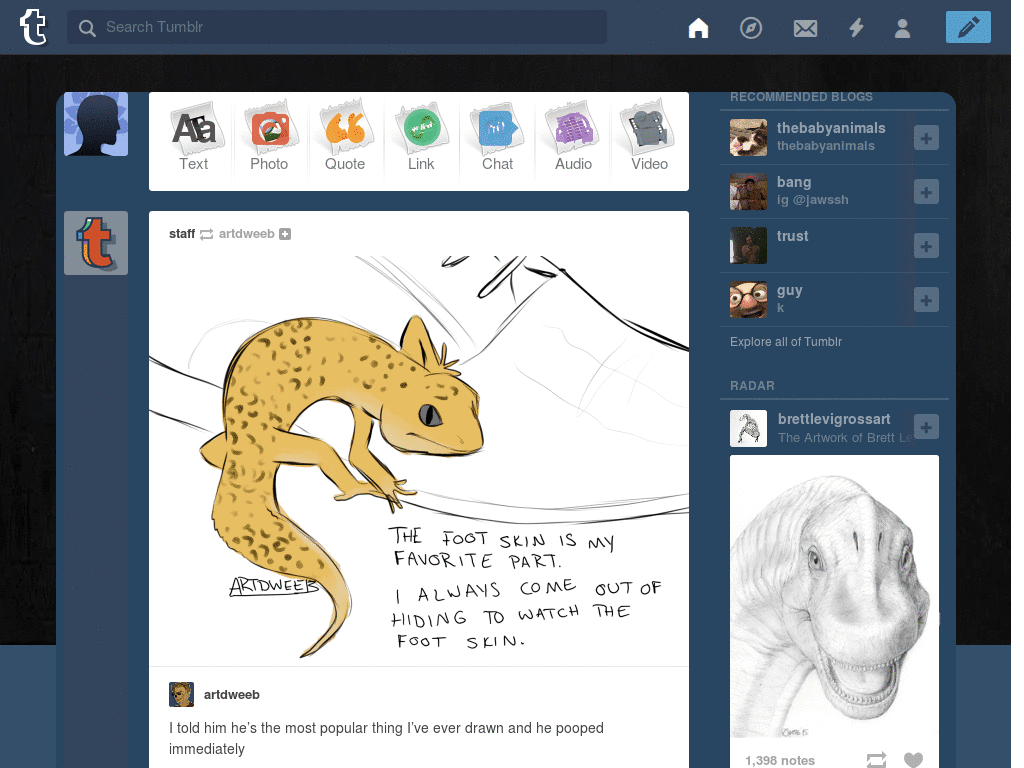 Search Tumblr
Aa
Text
Photo
Quote
Link
Chat
Audio
Video
RECOMMENDED BLOGS
thebabyanimals
thebabyanimals
bang
ig @jawssh
trust
guy
k
Explore all of Tumblr
RADAR
brettlevigrossart
The Artwork of Brett Le
1,398 notes
staff artdweeb
THE FOOT SKIN IS MY
FAVORITE PART.
I ALWAYS COME OUT OF
HIDING TO WATCH THE
FOOT SKIN.
ARTDWEEB
artdweeb
I told him he's the most popular thing I've ever drawn and he pooped
immediately